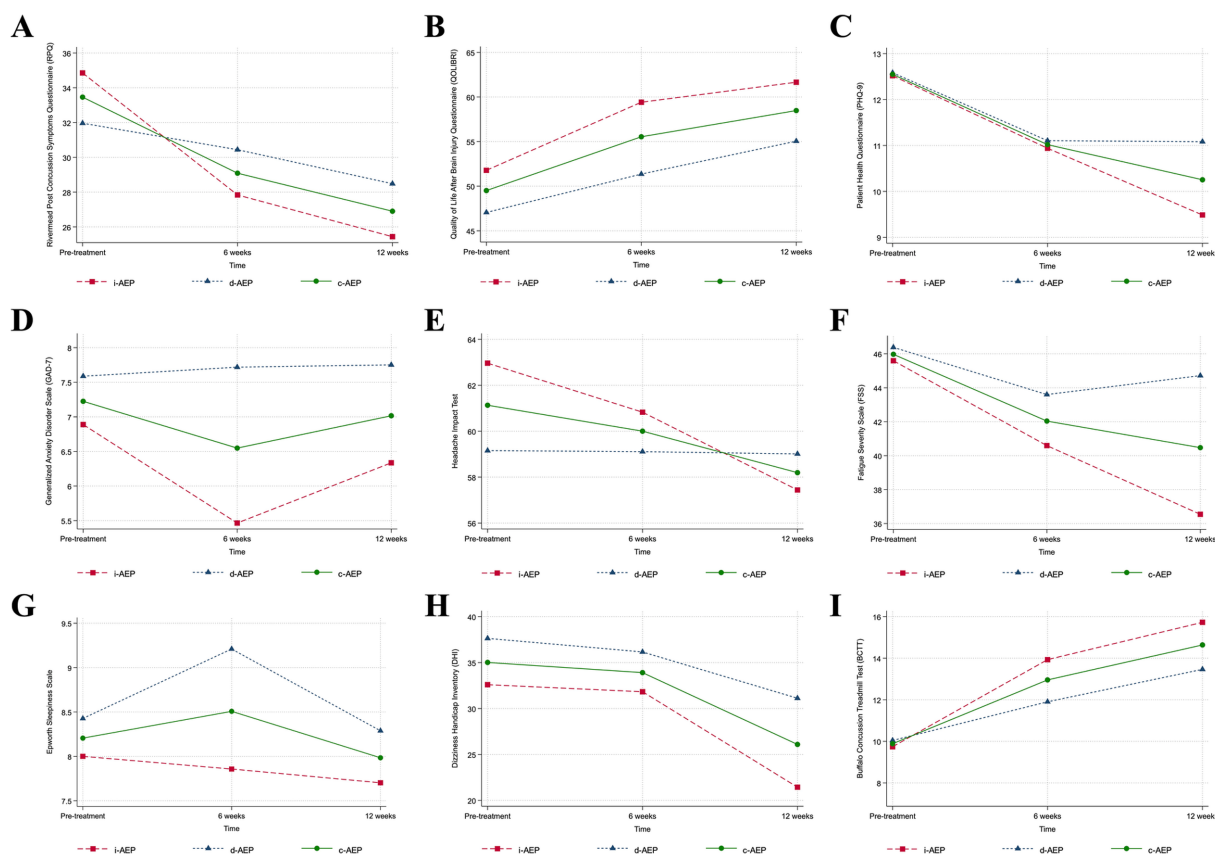 A
Rivermead Post Concussion Symptoms Questionnaire (RPQ)
36
34
32
30
28
26
Pre-treatment 6 weeks 12 weeks
Time
i-AEP d-AEP c-AEP
B
Quality of Life After Brain Injury Questionnaire (QOLIBRI)
65
60
55
50
45
Pre-treatment 6 weeks 12 weeks
Time
i-AEP d-AEP c-AEP
C
Patient Health Questionnaire (PHQ-9)
13
12
11
10
9
Pre-treatment 6 weeks 12 weeks
Time
i-AEP d-AEP c-AEP
D
Generalized Anxiety Disorder Scale (GAD-7)
8
7.5
7
6.5
6
5.5
Pre-treatment 6 weeks 12 weeks
Time
i-AEP d-AEP c-AEP
E
Headache Impact Test
64
62
60
58
56
Pre-treatment 6 weeks 12 weeks
Time
i-AEP d-AEP c-AEP
F
Fatigue Severity Scale (FSS)
46
44
42
40
38
36
Pre-treatment 6 weeks 12 weeks
Time
i-AEP d-AEP c-AEP
G
Epworth Sleepiness Scale
9.5
9
8.5
8
7.5
Pre-treatment 6 weeks 12 weeks
Time
i-AEP d-AEP c-AEP
H
Dizziness Handicap Inventory (DHI)
40
35
30
25
20
Pre-treatment 6 weeks 12 weeks
Time
i-AEP d-AEP c-AEP
I
Buffalo Concussion Treadmill Test (BCTT)
16
14
12
10
8
Pre-treatment 6 weeks 12 weeks
Time
i-AEP d-AEP c-AEP